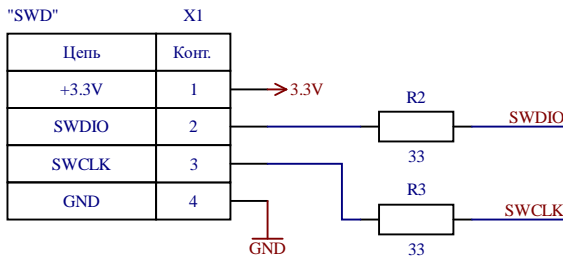 "SWD" X1
Цепь Конт.
+3.3V 1 3.3V
R2
SWDIO 2 SWDIO
33
SWCLK 3
R3
GND 4 SWCLK
GND 33